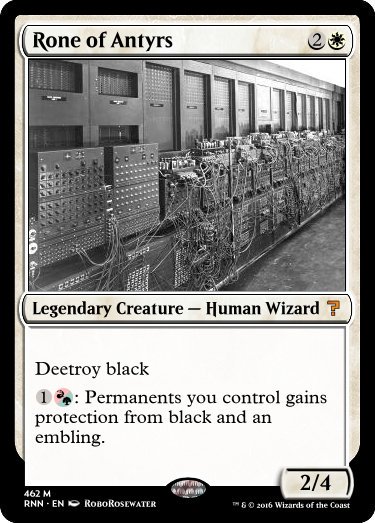 Rone of Antyrs 2
Legendary Creature — Human Wizard ?
Deetroy black
1 : Permanents you control gains
protection from black and an
embling.
2/4
462 M
RNN • EN RoboRosewater
™ & © 2016 Wizards of the Coast